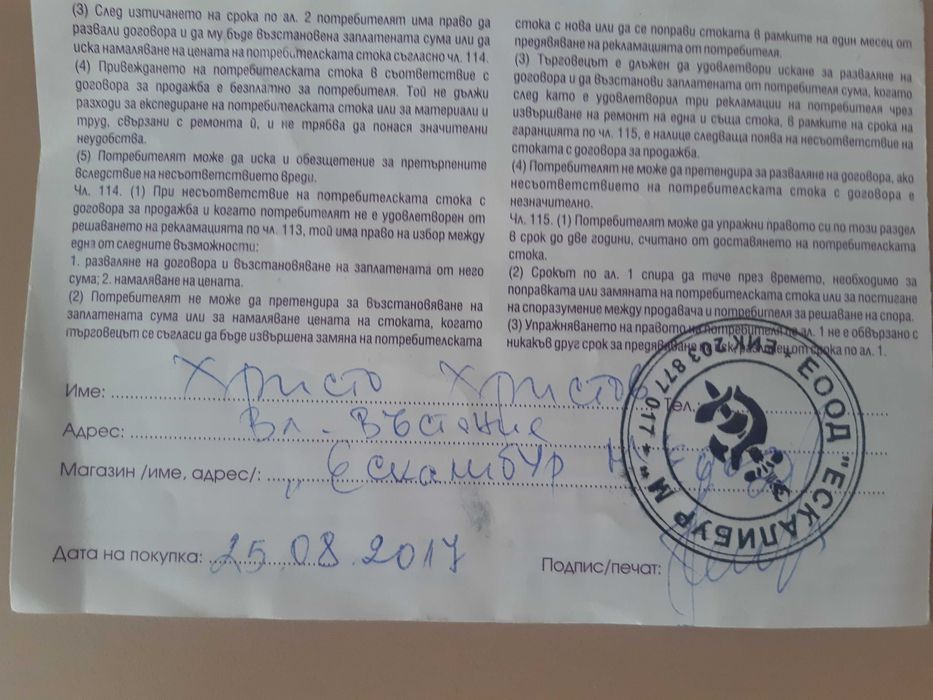 (3) След изтичането на срока по ал. 2 потребителят има право да
развали договора и да му бъде възстановена заплатената сума или да
иска намаляване на цената на потребителската стока съгласно чл. 114.
(4) Привеждането на потребителската стока в съответствие с
договора за продажба е безплатно за потребителя. Той не дължи
разходи за експедиране на потребителската стока или за материали и
труд, свързани с ремонта й, и не трябва да понася значителни
неудобства.
(5) Потребителят може да иска и обезщетение за претърпените
вследствие на несъответствието вреди.
Чл. 114. (1) При несъответствие на потребителската стока с
договора за продажба и когато потребителят не е удовлетворен от
решаването на рекламацията по чл. 113, той има право на избор между
една от следните възможности:
1. разваляне на договора и възстановяване на заплатената от него
сума; 2. намаляване на цената.
(2) Потребителят не може да претендира за възстановяване на
заплатената сума или за намаляване цената на стоката, когато
търговецът се съгласи да бъде извършена замяна на потребителската
стока с нова или да се поправи стоката в рамките на един месец от
предявяване на рекламацията от потребителя.
(3) Търговецът е длъжен да удовлетвори искане за разваляне на
договора и да възстанови заплатената от потребителя сума, когато
след като е удовлетворил три рекламации на потребителя чрез
извършване на ремонт на една и съща стока, в рамките на срока на
гаранцията по чл. 115, е налице следваща поява на несъответствие на
стоката с договора за продажба.
(4) Потребителят не може да претендира за разваляне на договора, ако
несъответствието на потребителската стока с договора е
незначително.
Чл. 115. (1) Потребителят може да упражни правото си по този раздел
в срок до две години, считано от доставянето на потребителската
стока.
(2) Срокът по ал. 1 спира да тече през времето, необходимо за
поправката или замяната на потребителската стока или за постигане
на споразумение между продавача и потребителя за решаване на спора.
(3) Упражняването на правото на потребителя по ал. 1 не е обвързано с
никакъв друг срок за предявяване на иск, различен от срока по ал. 1.
Име: Христо Христов Тел.
Адрес: Вл. Въстание
Магазин /име, адрес/: „Ескалибур
Дата на покупка: 25.08.2017
Подпис/печат:
"ЕСКАЛИБУР М" ЕООД * ЕИК 203 877 017 *